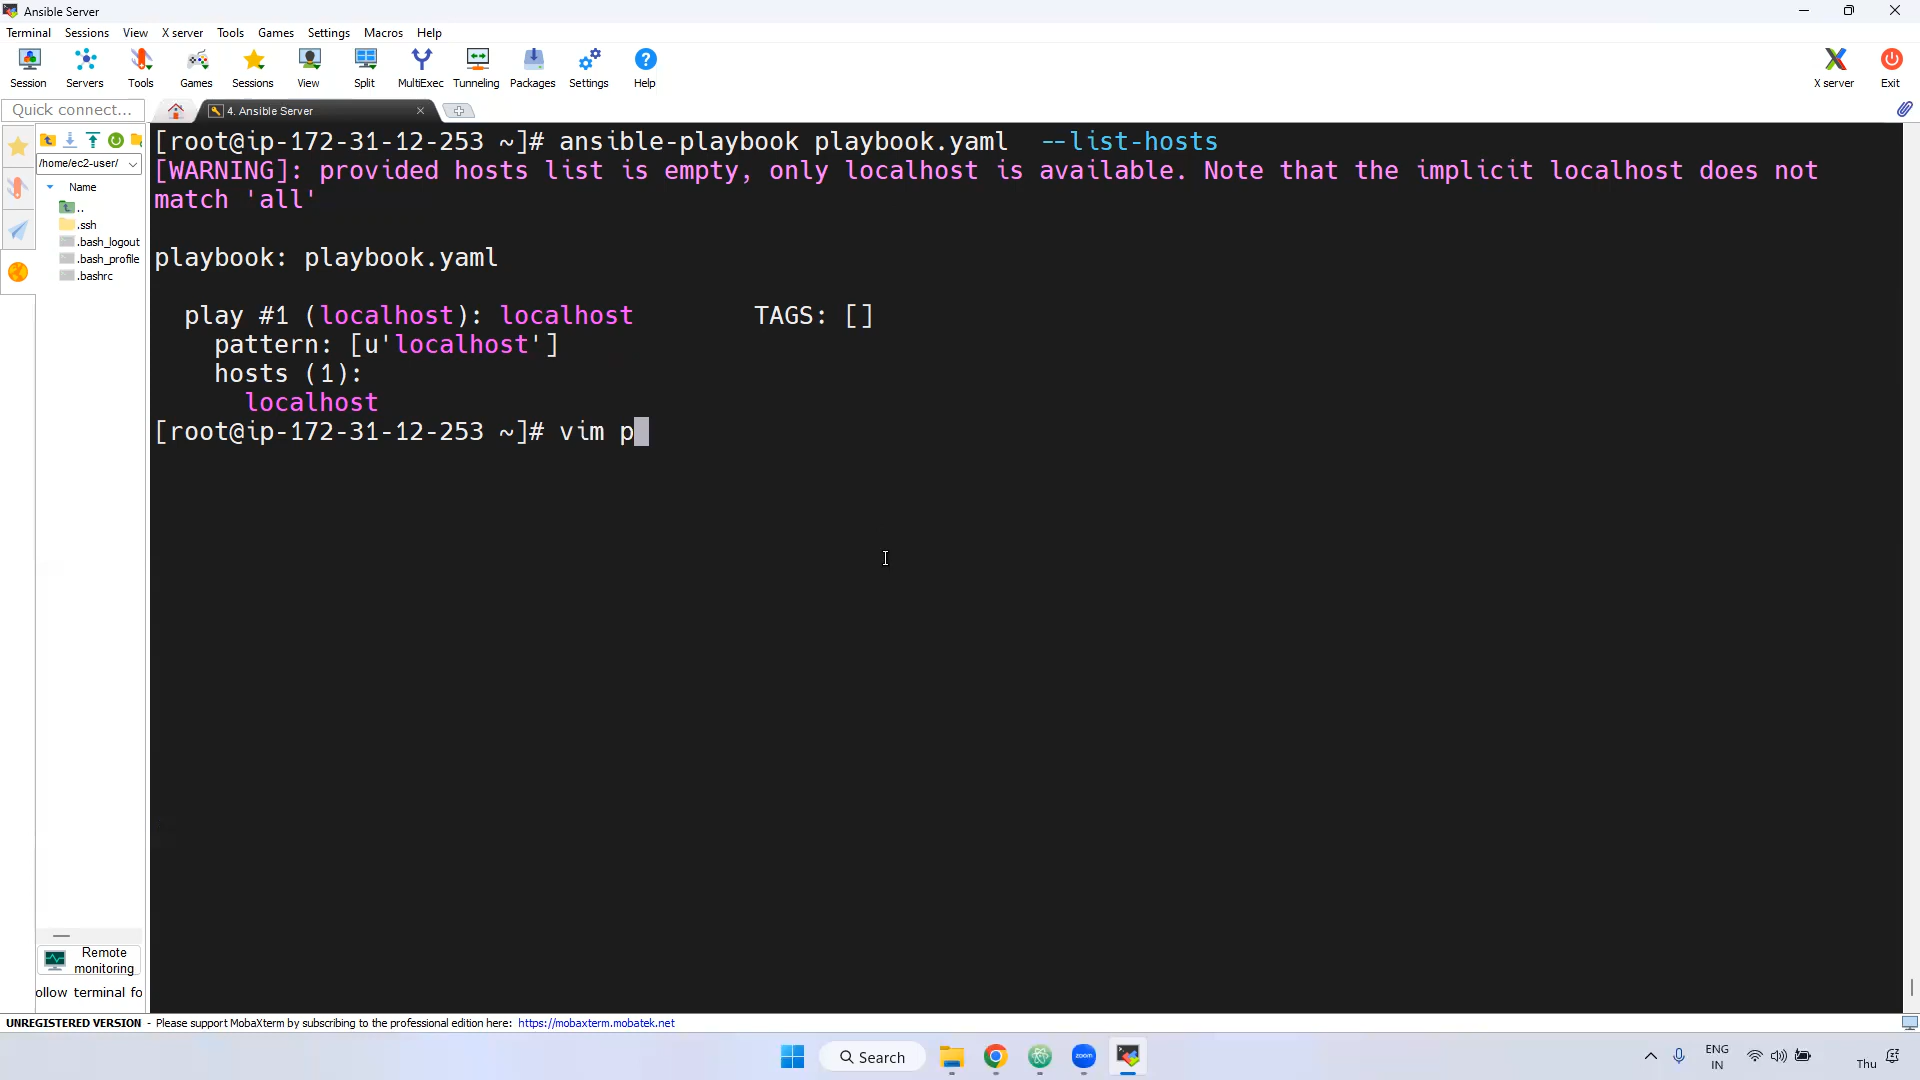 Ansible Server
Terminal Sessions View X server Tools Games Settings Macros Help
Session Servers Tools Games Sessions View Split MultiExec Tunneling Packages Settings Help X server Exit
Quick connect... 4. Ansible Server
/home/ec2-user/
Name
..
.ssh
.bash_logout
.bash_profile
.bashrc
[root@ip-172-31-12-253 ~]# ansible-playbook playbook.yaml  --list-hosts
[WARNING]: provided hosts list is empty, only localhost is available. Note that the implicit localhost does not
match 'all'
playbook: playbook.yaml
play #1 (localhost): localhost TAGS: []
pattern: [u'localhost']
hosts (1):
localhost
[root@ip-172-31-12-253 ~]# vim p
Remote
monitoring
ollow terminal fo
UNREGISTERED VERSION - Please support MobaXterm by subscribing to the professional edition here: https://mobaxterm.mobatek.net
Search
zoom
ENG
IN
Thu